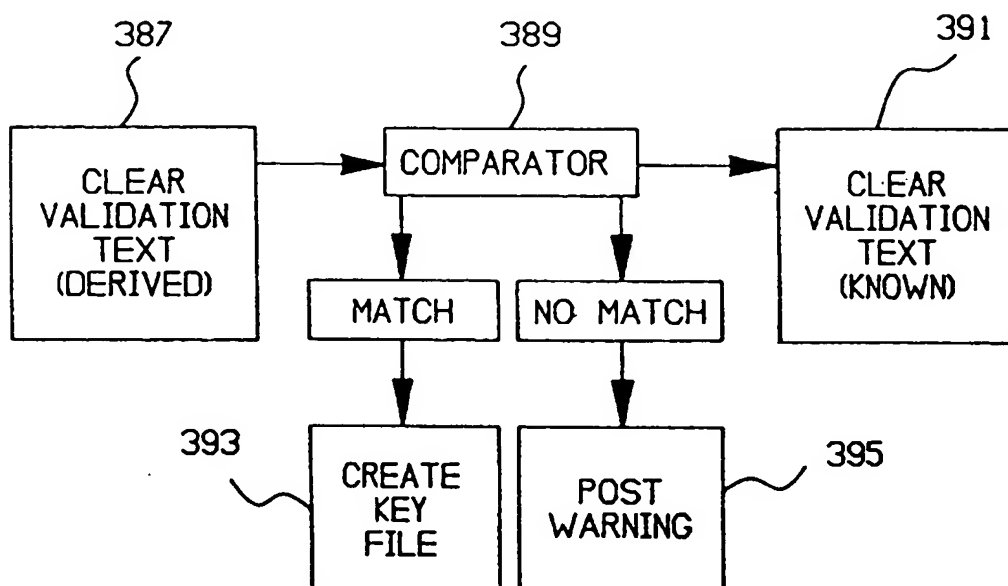 387
389
391
CLEAR
VALIDATION
TEXT
(DERIVED)
COMPARATOR
CLEAR
VALIDATION
TEXT
(KNOWN)
MATCH
NO MATCH
393
CREATE
KEY
FILE
POST
WARNING
395